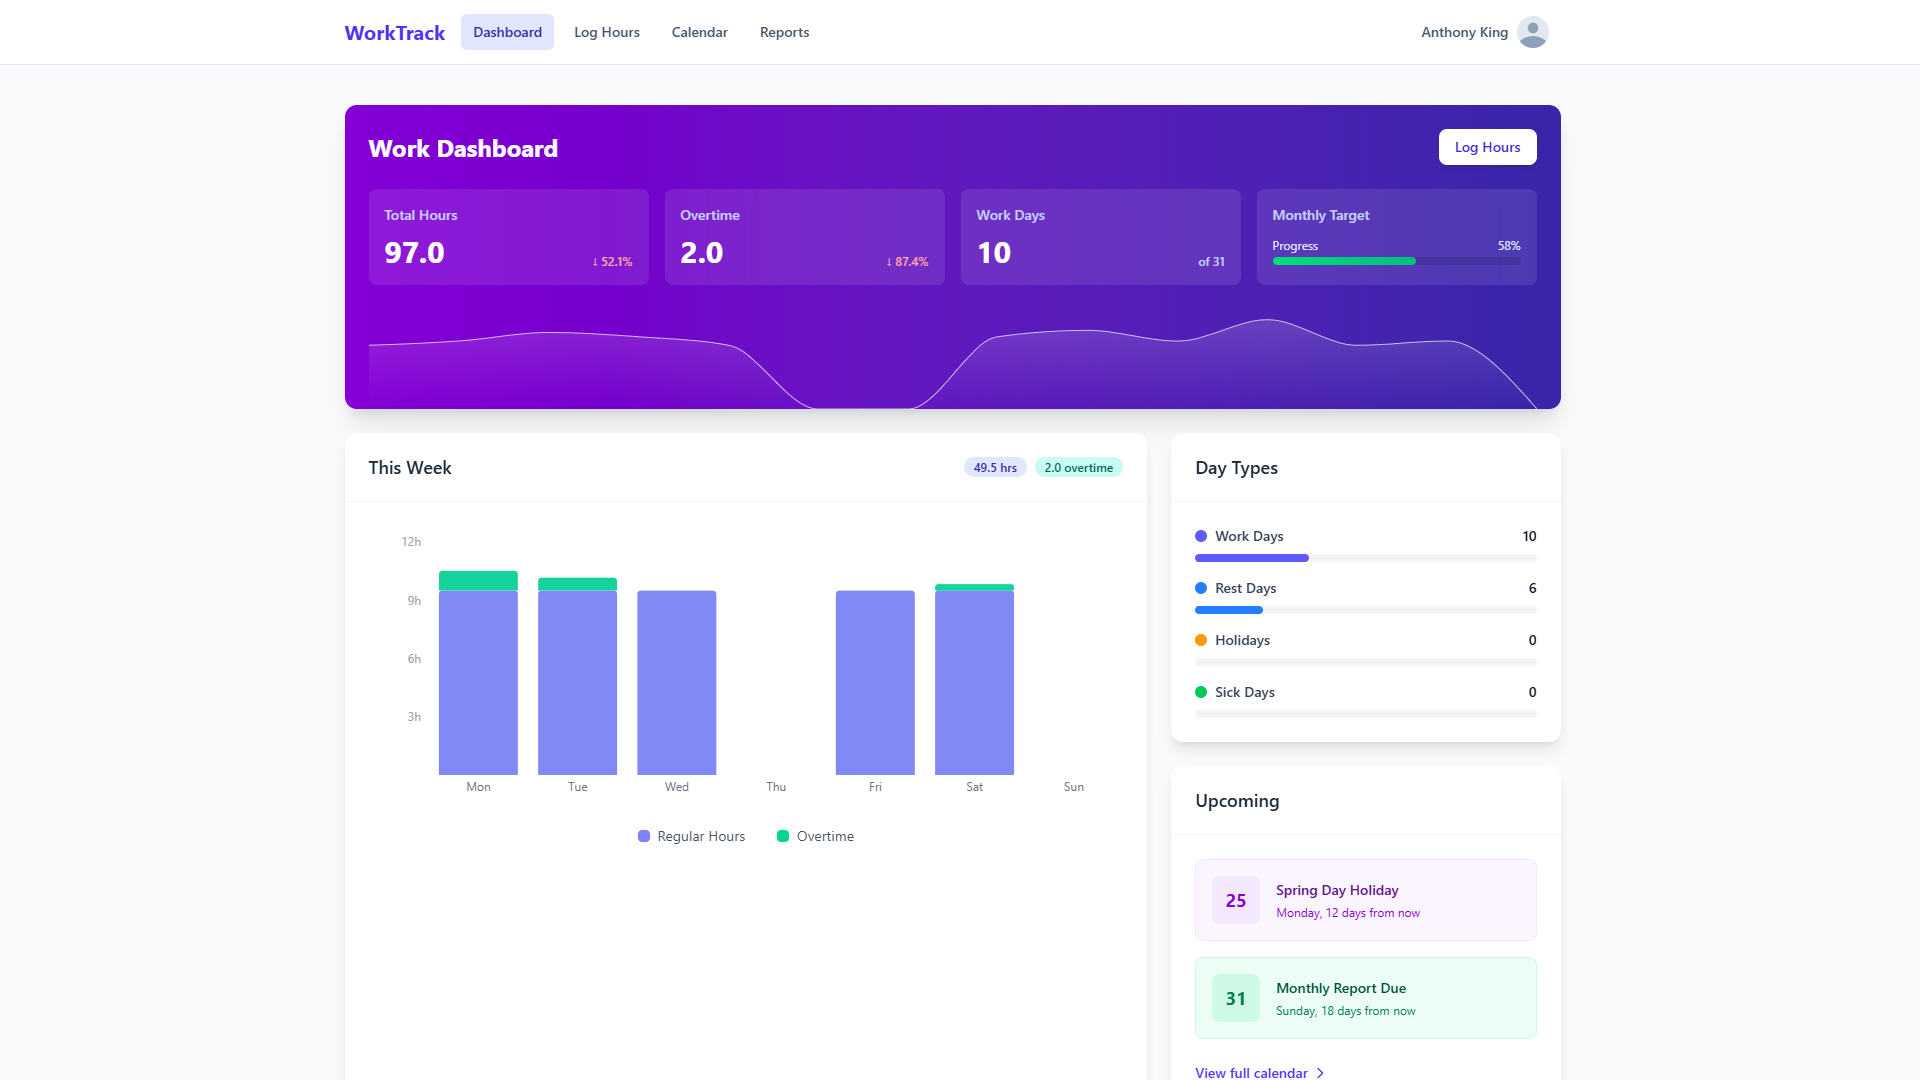 WorkTrack Dashboard Log Hours Calendar Reports Anthony King
Work Dashboard Log Hours
Total Hours
97.0 ↓ 52.1%
Overtime
2.0 ↓ 87.4%
Work Days
10 of 31
Monthly Target
Progress 58%
This Week 49.5 hrs 2.0 overtime
12h
9h
6h
3h
Mon Tue Wed Thu Fri Sat Sun
Regular Hours Overtime
Day Types
Work Days 10
Rest Days 6
Holidays 0
Sick Days 0
Upcoming
25
Spring Day Holiday
Monday, 12 days from now
31
Monthly Report Due
Sunday, 18 days from now
View full calendar